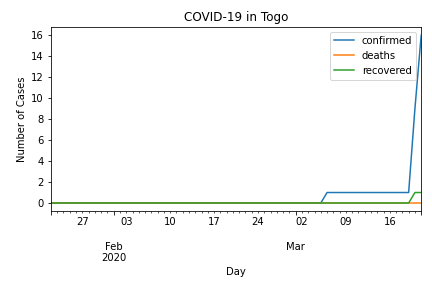 COVID-19 in Togo
confirmed
deaths
recovered
Number of Cases
16
14
12
10
8
6
4
2
0
27 03 10 17 24 02 09 16
Feb Mar
2020
Day